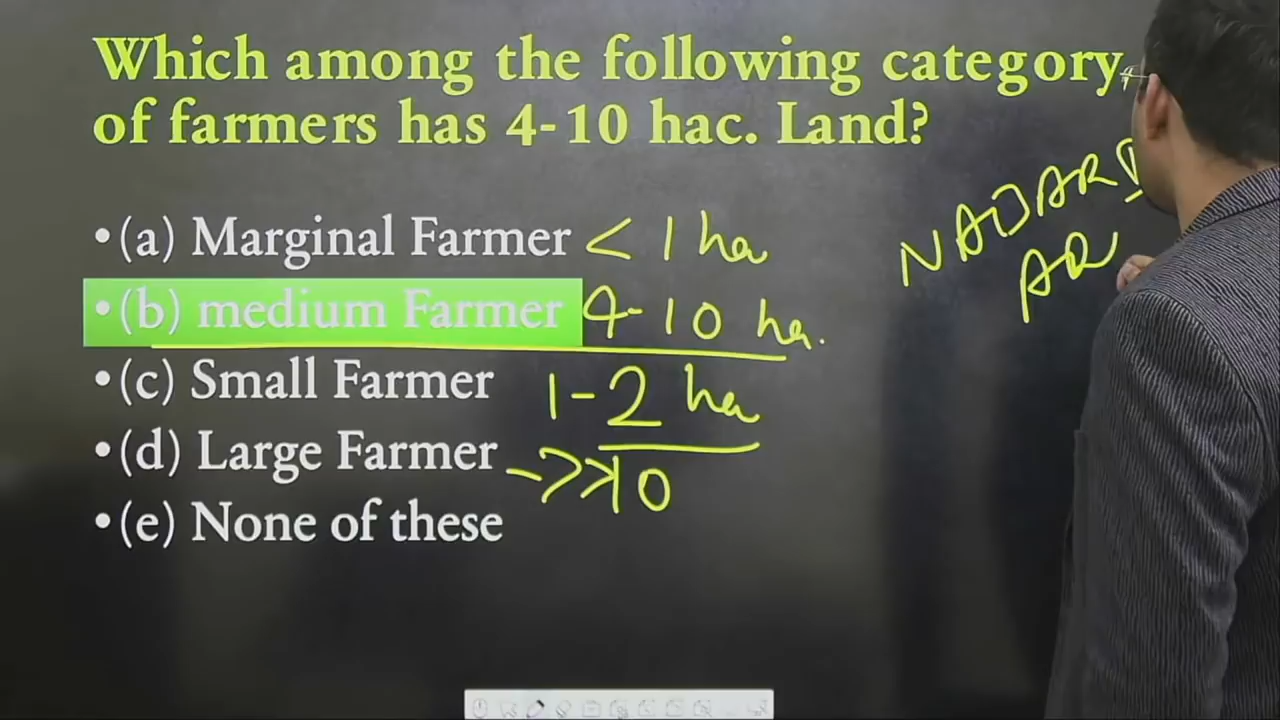 Which among the following category
of farmers has 4-10 hac. Land?
•(a) Marginal Farmer < 1 ha
•(b) medium Farmer 4-10 ha.
•(c) Small Farmer 1-2 ha
•(d) Large Farmer → >10
•(e) None of these
NABARD